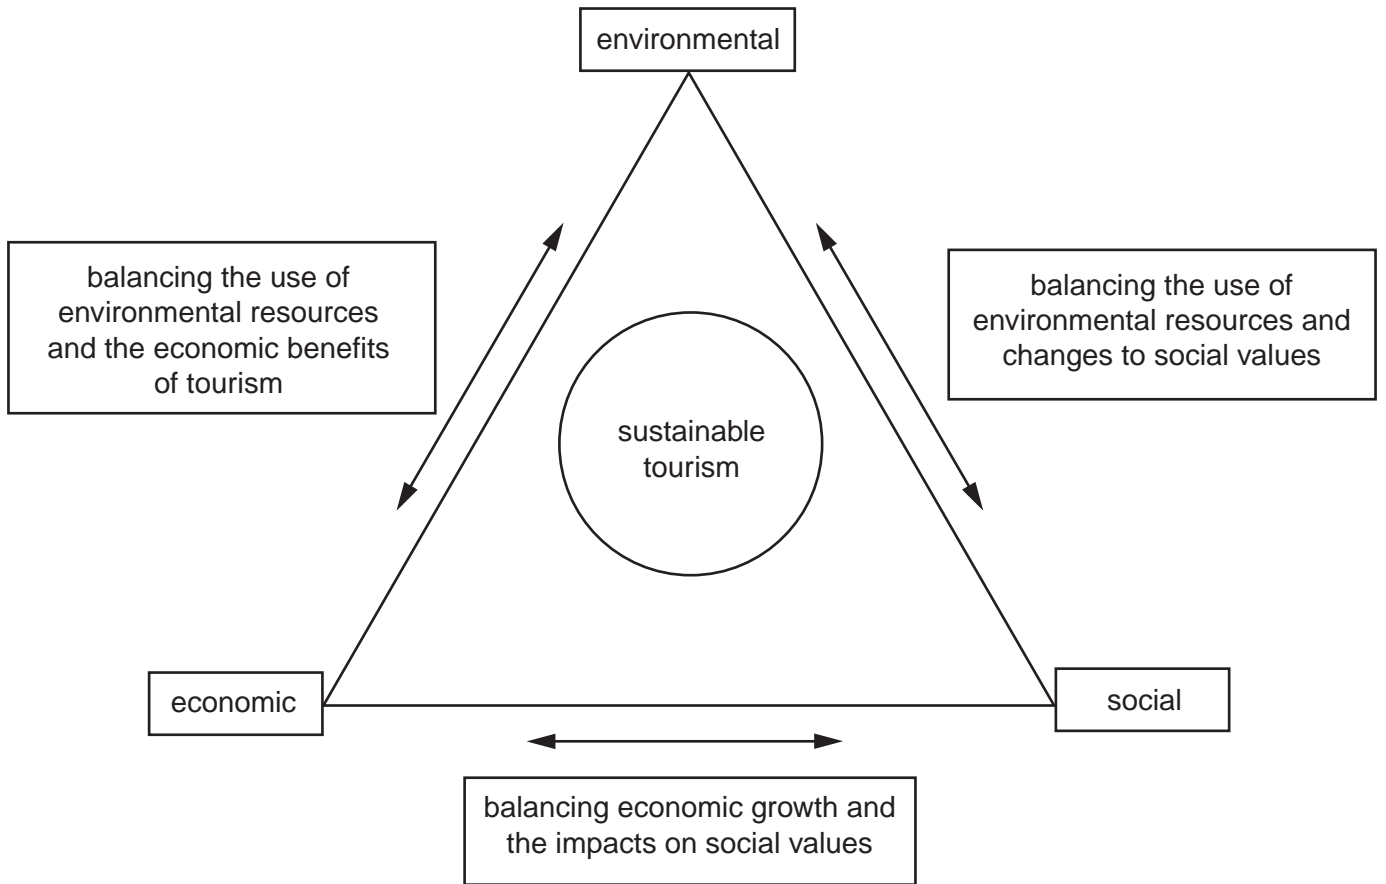 environmental
balancing the use of
environmental resources
and the economic benefits
of tourism
balancing the use of
environmental resources and
changes to social values
sustainable
tourism
economic
social
balancing economic growth and
the impacts on social values